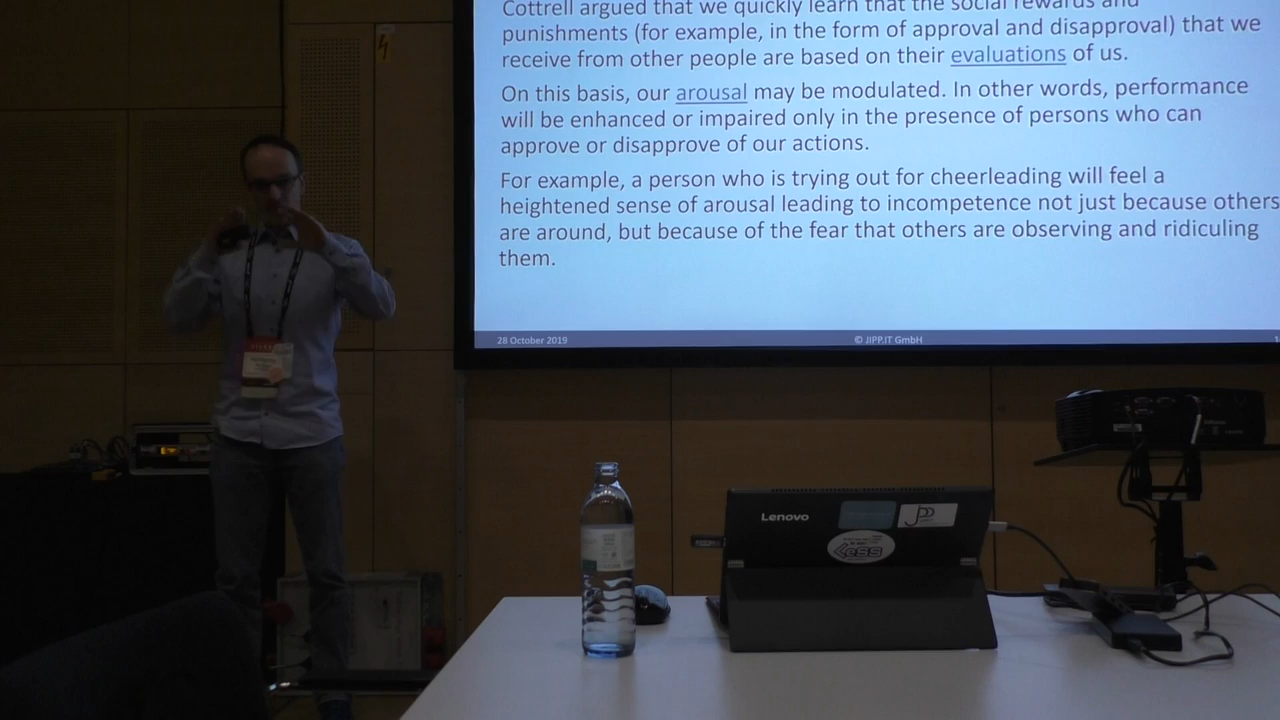 Cottrell argued that we quickly learn that the social rewards and
punishments (for example, in the form of approval and disapproval) that we
receive from other people are based on their evaluations of us.
On this basis, our arousal may be modulated. In other words, performance
will be enhanced or impaired only in the presence of persons who can
approve or disapprove of our actions.
For example, a person who is trying out for cheerleading will feel a
heightened sense of arousal leading to incompetence not just because others
are around, but because of the fear that others are observing and ridiculing
them.
28 October 2019
© JIPP.IT GmbH
1
Lenovo
JPP
LeSS